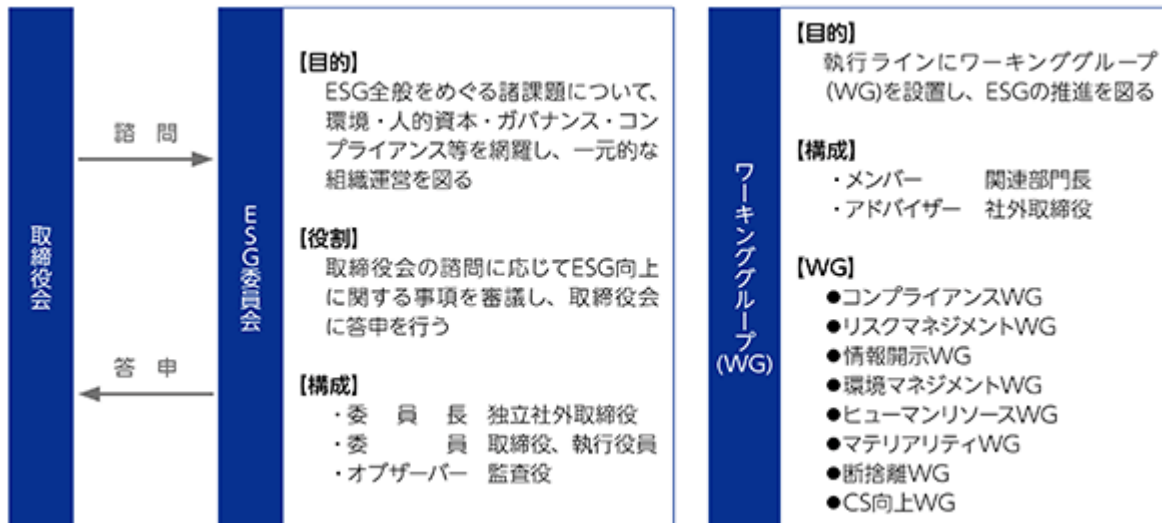 取締役会
諮　問
答　申
ESG委員会
【目的】
ESG全般をめぐる諸課題について、
環境・人的資本・ガバナンス・コン
プライアンス等を網羅し、一元的な
組織運営を図る
【役割】
取締役会の諮問に応じてESG向上
に関する事項を審議し、取締役会
に答申を行う
【構成】
・委　員　長　独立社外取締役
・委　　　員　取締役、執行役員
・オブザーバー　監査役
ワーキンググループ
(WG)
【目的】
執行ラインにワーキンググループ
(WG)を設置し、ESGの推進を図る
【構成】
・メンバー　関連部門長
・アドバイザー　社外取締役
【WG】
●コンプライアンスWG
●リスクマネジメントWG
●情報開示WG
●環境マネジメントWG
●ヒューマンリソースWG
●マテリアリティWG
●断捨離WG
●CS向上WG